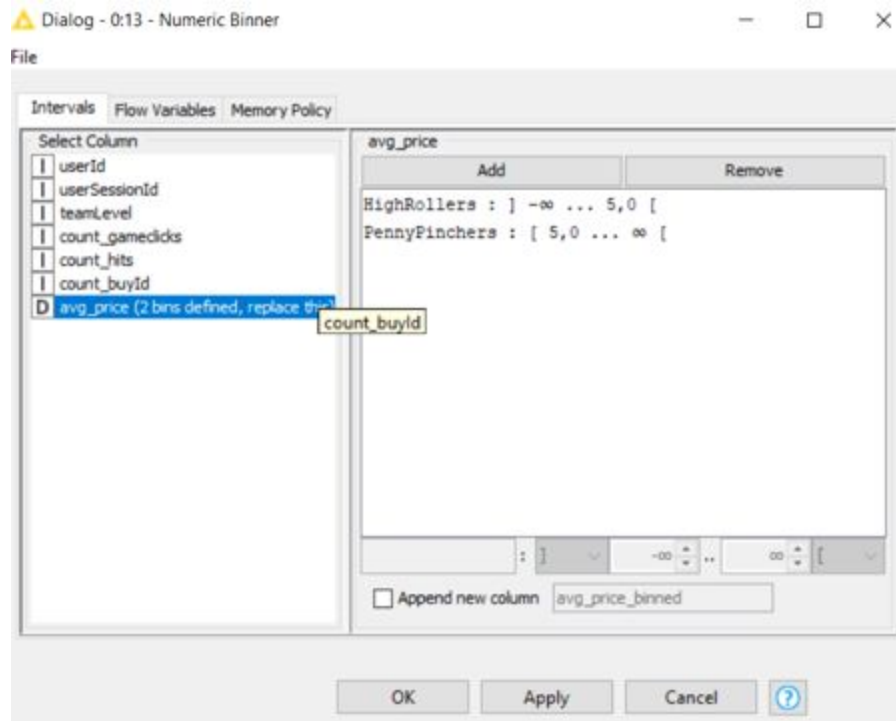 Dialog - 0:13 - Numeric Binner
File
Intervals Flow Variables Memory Policy
Select Column
I userId
I userSessionId
I teamLevel
I count_gameclicks
I count_hits
I count_buyId
D avg_price (2 bins defined, replace this)
count_buyId
avg_price
Add Remove
HighRollers : ] -∞ ... 5,0 [
PennyPinchers : [ 5,0 ... ∞ [
: ] -∞ .. ∞ [
Append new column avg_price_binned
OK Apply Cancel ?